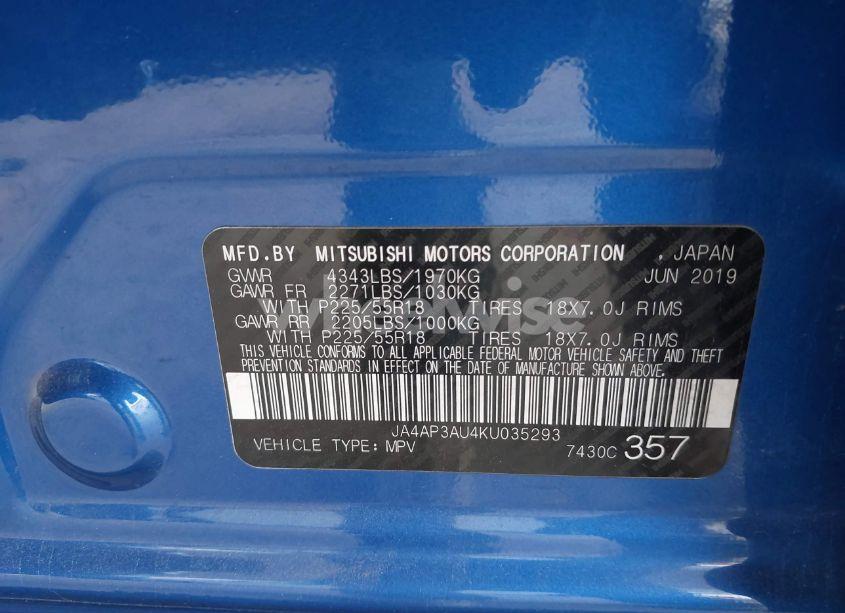 MFD.BY MITSUBISHI MOTORS CORPORATION , JAPAN
GVWR 4343LBS/1970KG JUN 2019
GAWR FR 2271LBS/1030KG
WITH P225/55R18 TIRES 18X7.0J RIMS
GAWR RR 2205LBS/1000KG
WITH P225/55R18 TIRES 18X7.0J RIMS
THIS VEHICLE CONFORMS TO ALL APPLICABLE FEDERAL MOTOR VEHICLE SAFETY AND THEFT
PREVENTION STANDARDS IN EFFECT ON THE DATE OF MANUFACTURE SHOWN ABOVE.
JA4AP3AU4KU035293
VEHICLE TYPE: MPV 7430C 357